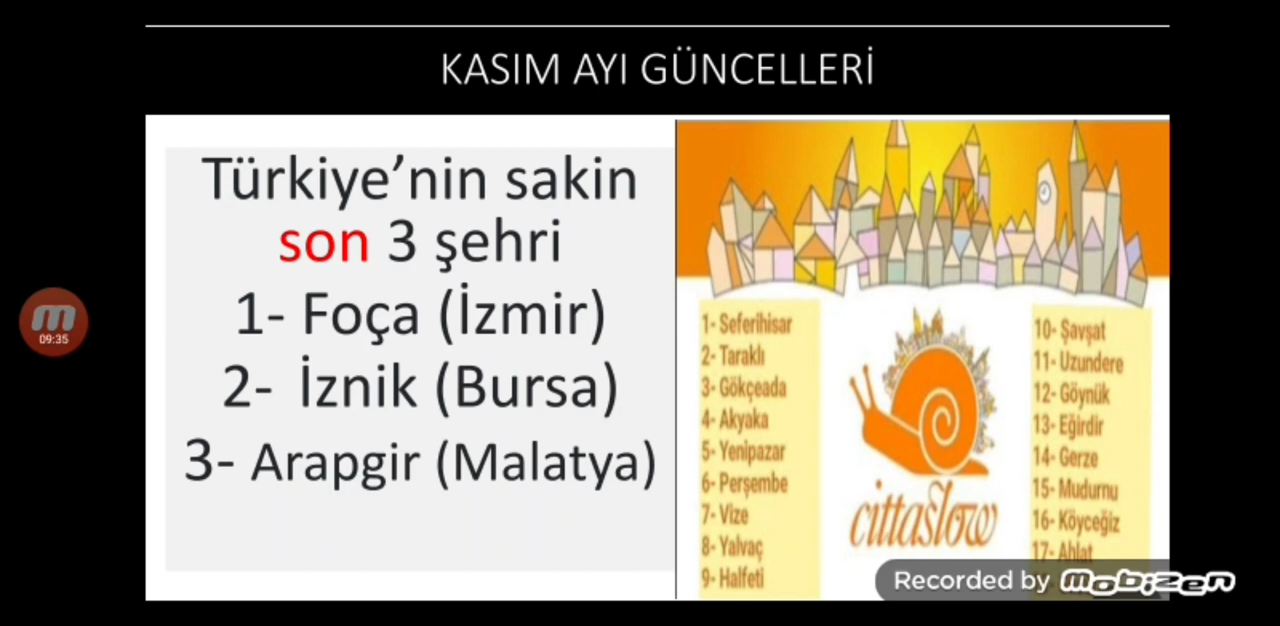 KASIM AYI GÜNCELLERİ
Türkiye’nin sakin
son 3 şehri
1- Foça (İzmir)
2- İznik (Bursa)
3- Arapgir (Malatya)
09:35
1- Seferihisar
2- Taraklı
3- Gökçeada
4- Akyaka
5- Yenipazar
6- Perşembe
7- Vize
8- Yalvaç
9- Halfeti
cittaslow
10- Şavşat
11- Uzundere
12- Göynük
13- Eğirdir
14- Gerze
15- Mudurnu
16- Köyceğiz
17- Ahlat
Recorded by mobizen